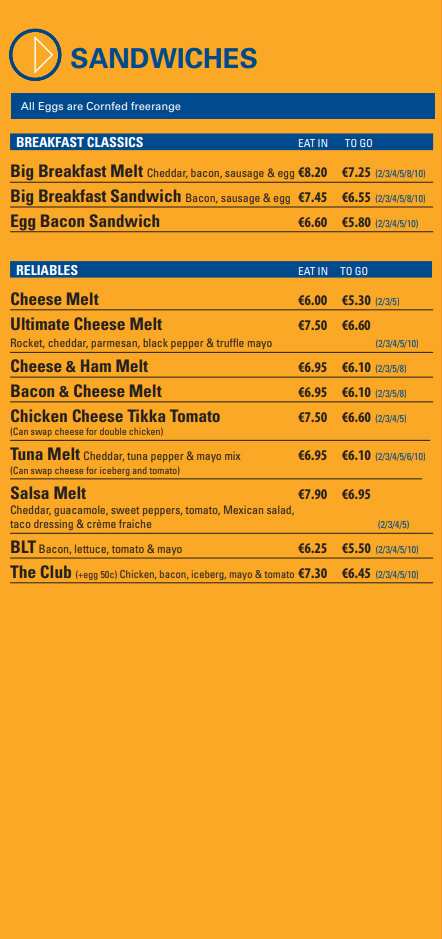 SANDWICHES
All Eggs are Cornfed freerange
BREAKFAST CLASSICS EAT IN TO GO
Big Breakfast Melt Cheddar, bacon, sausage & egg €8.20 €7.25 (2/3/4/5/8/10)
Big Breakfast Sandwich Bacon, sausage & egg €7.45 €6.55 (2/3/4/5/8/10)
Egg Bacon Sandwich €6.60 €5.80 (2/3/4/5/10)
RELIABLES EAT IN TO GO
Cheese Melt €6.00 €5.30 (2/3/5)
Ultimate Cheese Melt €7.50 €6.60
Rocket, cheddar, parmesan, black pepper & truffle mayo (2/3/4/5/10)
Cheese & Ham Melt €6.95 €6.10 (2/3/5/8)
Bacon & Cheese Melt €6.95 €6.10 (2/3/5/8)
Chicken Cheese Tikka Tomato €7.50 €6.60 (2/3/4/5)
(Can swap cheese for double chicken)
Tuna Melt Cheddar, tuna pepper & mayo mix €6.95 €6.10 (2/3/4/5/6/10)
(Can swap cheese for iceberg and tomato)
Salsa Melt €7.90 €6.95
Cheddar, guacamole, sweet peppers, tomato, Mexican salad,
taco dressing & crème fraiche (2/3/4/5)
BLT Bacon, lettuce, tomato & mayo €6.25 €5.50 (2/3/4/5/10)
The Club (+egg 50c) Chicken, bacon, iceberg, mayo & tomato €7.30 €6.45 (2/3/4/5/10)